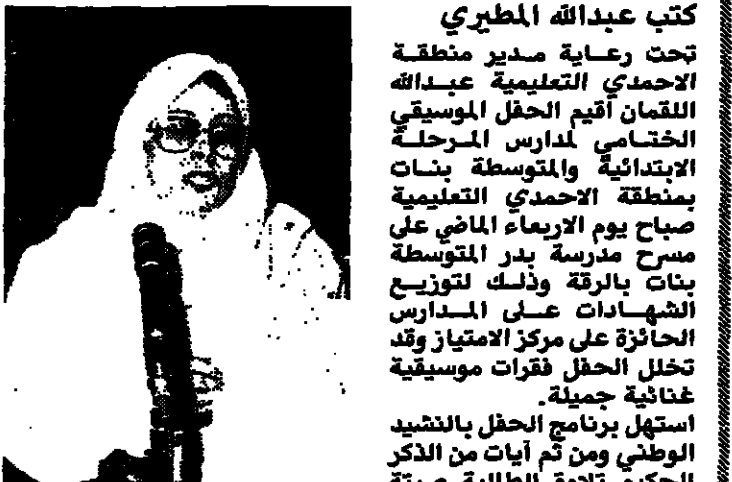 كتب عبدالله المطيري
تحت رعاية مدير منطقة
الاحمدي التعليمية عبدالله
اللقمان أقيم الحفل الموسيقي
الختامي لمدارس المرحلة
الابتدائية والمتوسطة بنات
بمنطقة الاحمدي التعليمية
صباح يوم الاربعاء الماضي على
مسرح مدرسة بدر المتوسطة
بنات بالرقة وذلك لتوزيع
الشهادات على المدارس
الحائزة على مركز الامتياز وقد
تخلل الحفل فقرات موسيقية
غنائية جميلة.
استهل برنامج الحفل بالنشيد
الوطني ومن ثم آيات من الذكر
الحكيم تلاوة الطالبة